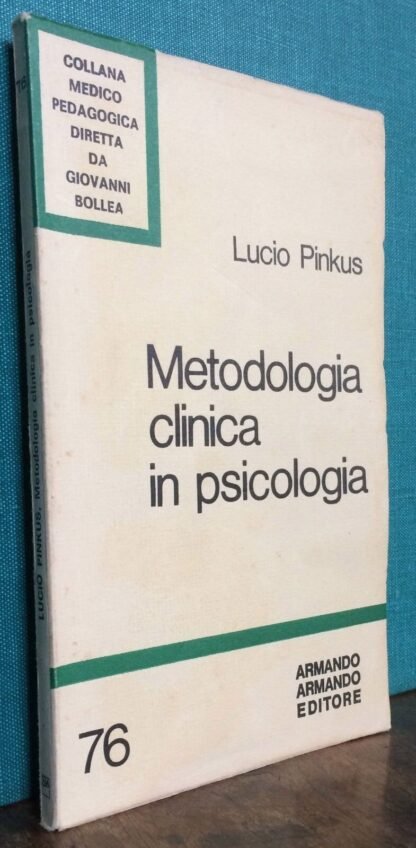 COLLANA
MEDICO
PEDAGOGICA
DIRETTA
DA
GIOVANNI
BOLLEA
Lucio Pinkus
Metodologia
clinica
in psicologia
ARMANDO
ARMANDO
EDITORE
76
76
LUCIO PINKUS. Metodologia clinica in psicologia